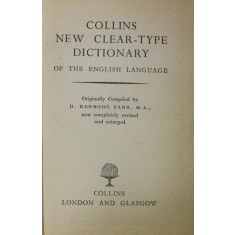 COLLINS
NEW CLEAR-TYPE
DICTIONARY
OF THE ENGLISH LANGUAGE
Originally Compiled by
D. KERMODE PARR, M.A.,
now completely revised
and enlarged
COLLINS
LONDON AND GLASGOW